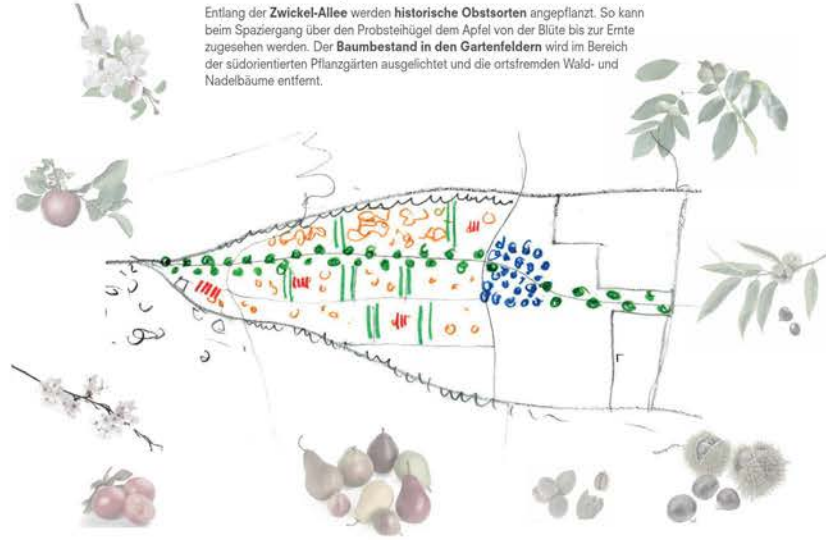 Entlang der Zwickel-Allee werden historische Obstsorten angepflanzt. So kann
beim Spaziergang über den Probsteihügel dem Apfel von der Blüte bis zur Ernte
zugesehen werden. Der Baumbestand in den Gartenfeldern wird im Bereich
der südorientierten Pflanzgärten ausgelichtet und die ortsfremden Wald- und
Nadelbäume entfernt.